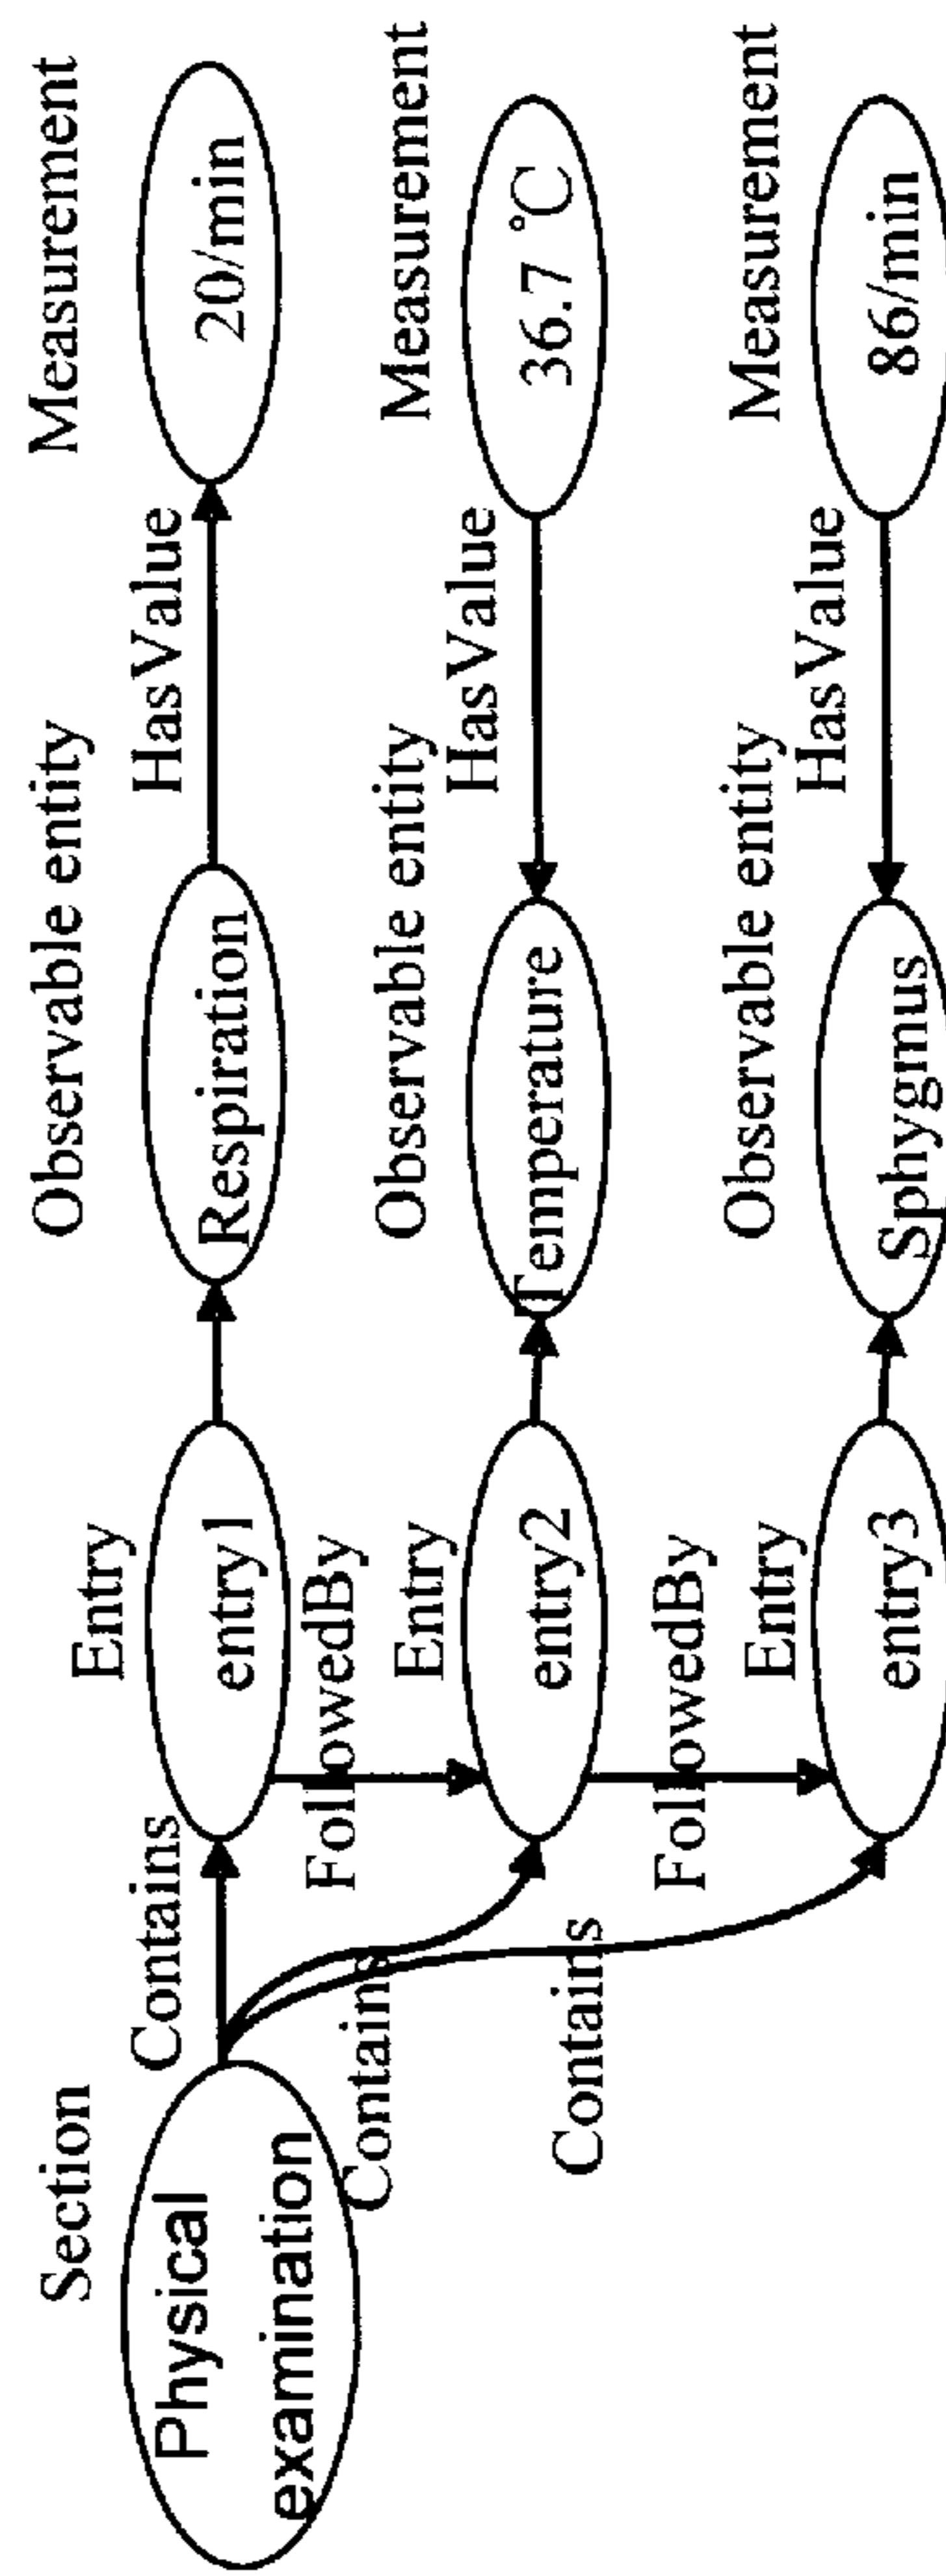 Section
Physical
examination
Contains
Contains
Contains
Entry
entry1
FollowedBy
Entry
entry2
FollowedBy
Entry
entry3
Observable entity
Respiration
HasValue
Measurement
20/min
Observable entity
Temperature
HasValue
Measurement
36.7 °C
Observable entity
Sphygmus
HasValue
Measurement
86/min